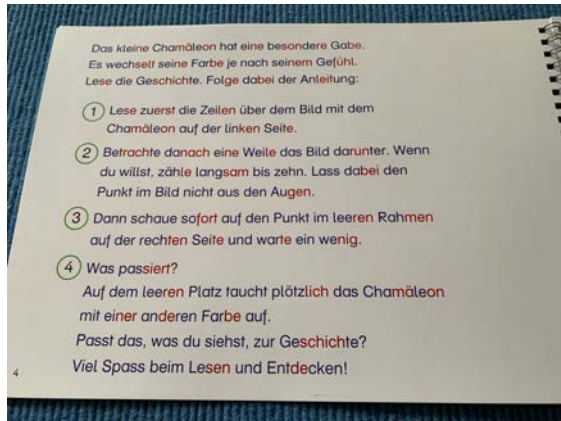 Das kleine Chamäleon hat eine besondere Gabe.
Es wechselt seine Farbe je nach seinem Gefühl.
Lese die Geschichte. Folge dabei der Anleitung:
1 Lese zuerst die Zeilen über dem Bild mit dem
Chamäleon auf der linken Seite.
2 Betrachte danach eine Weile das Bild darunter. Wenn
du willst, zähle langsam bis zehn. Lass dabei den
Punkt im Bild nicht aus den Augen.
3 Dann schaue sofort auf den Punkt im leeren Rahmen
auf der rechten Seite und warte ein wenig.
4 Was passiert?
Auf dem leeren Platz taucht plötzlich das Chamäleon
mit einer anderen Farbe auf.
Passt das, was du siehst, zur Geschichte?
Viel Spass beim Lesen und Entdecken!
4